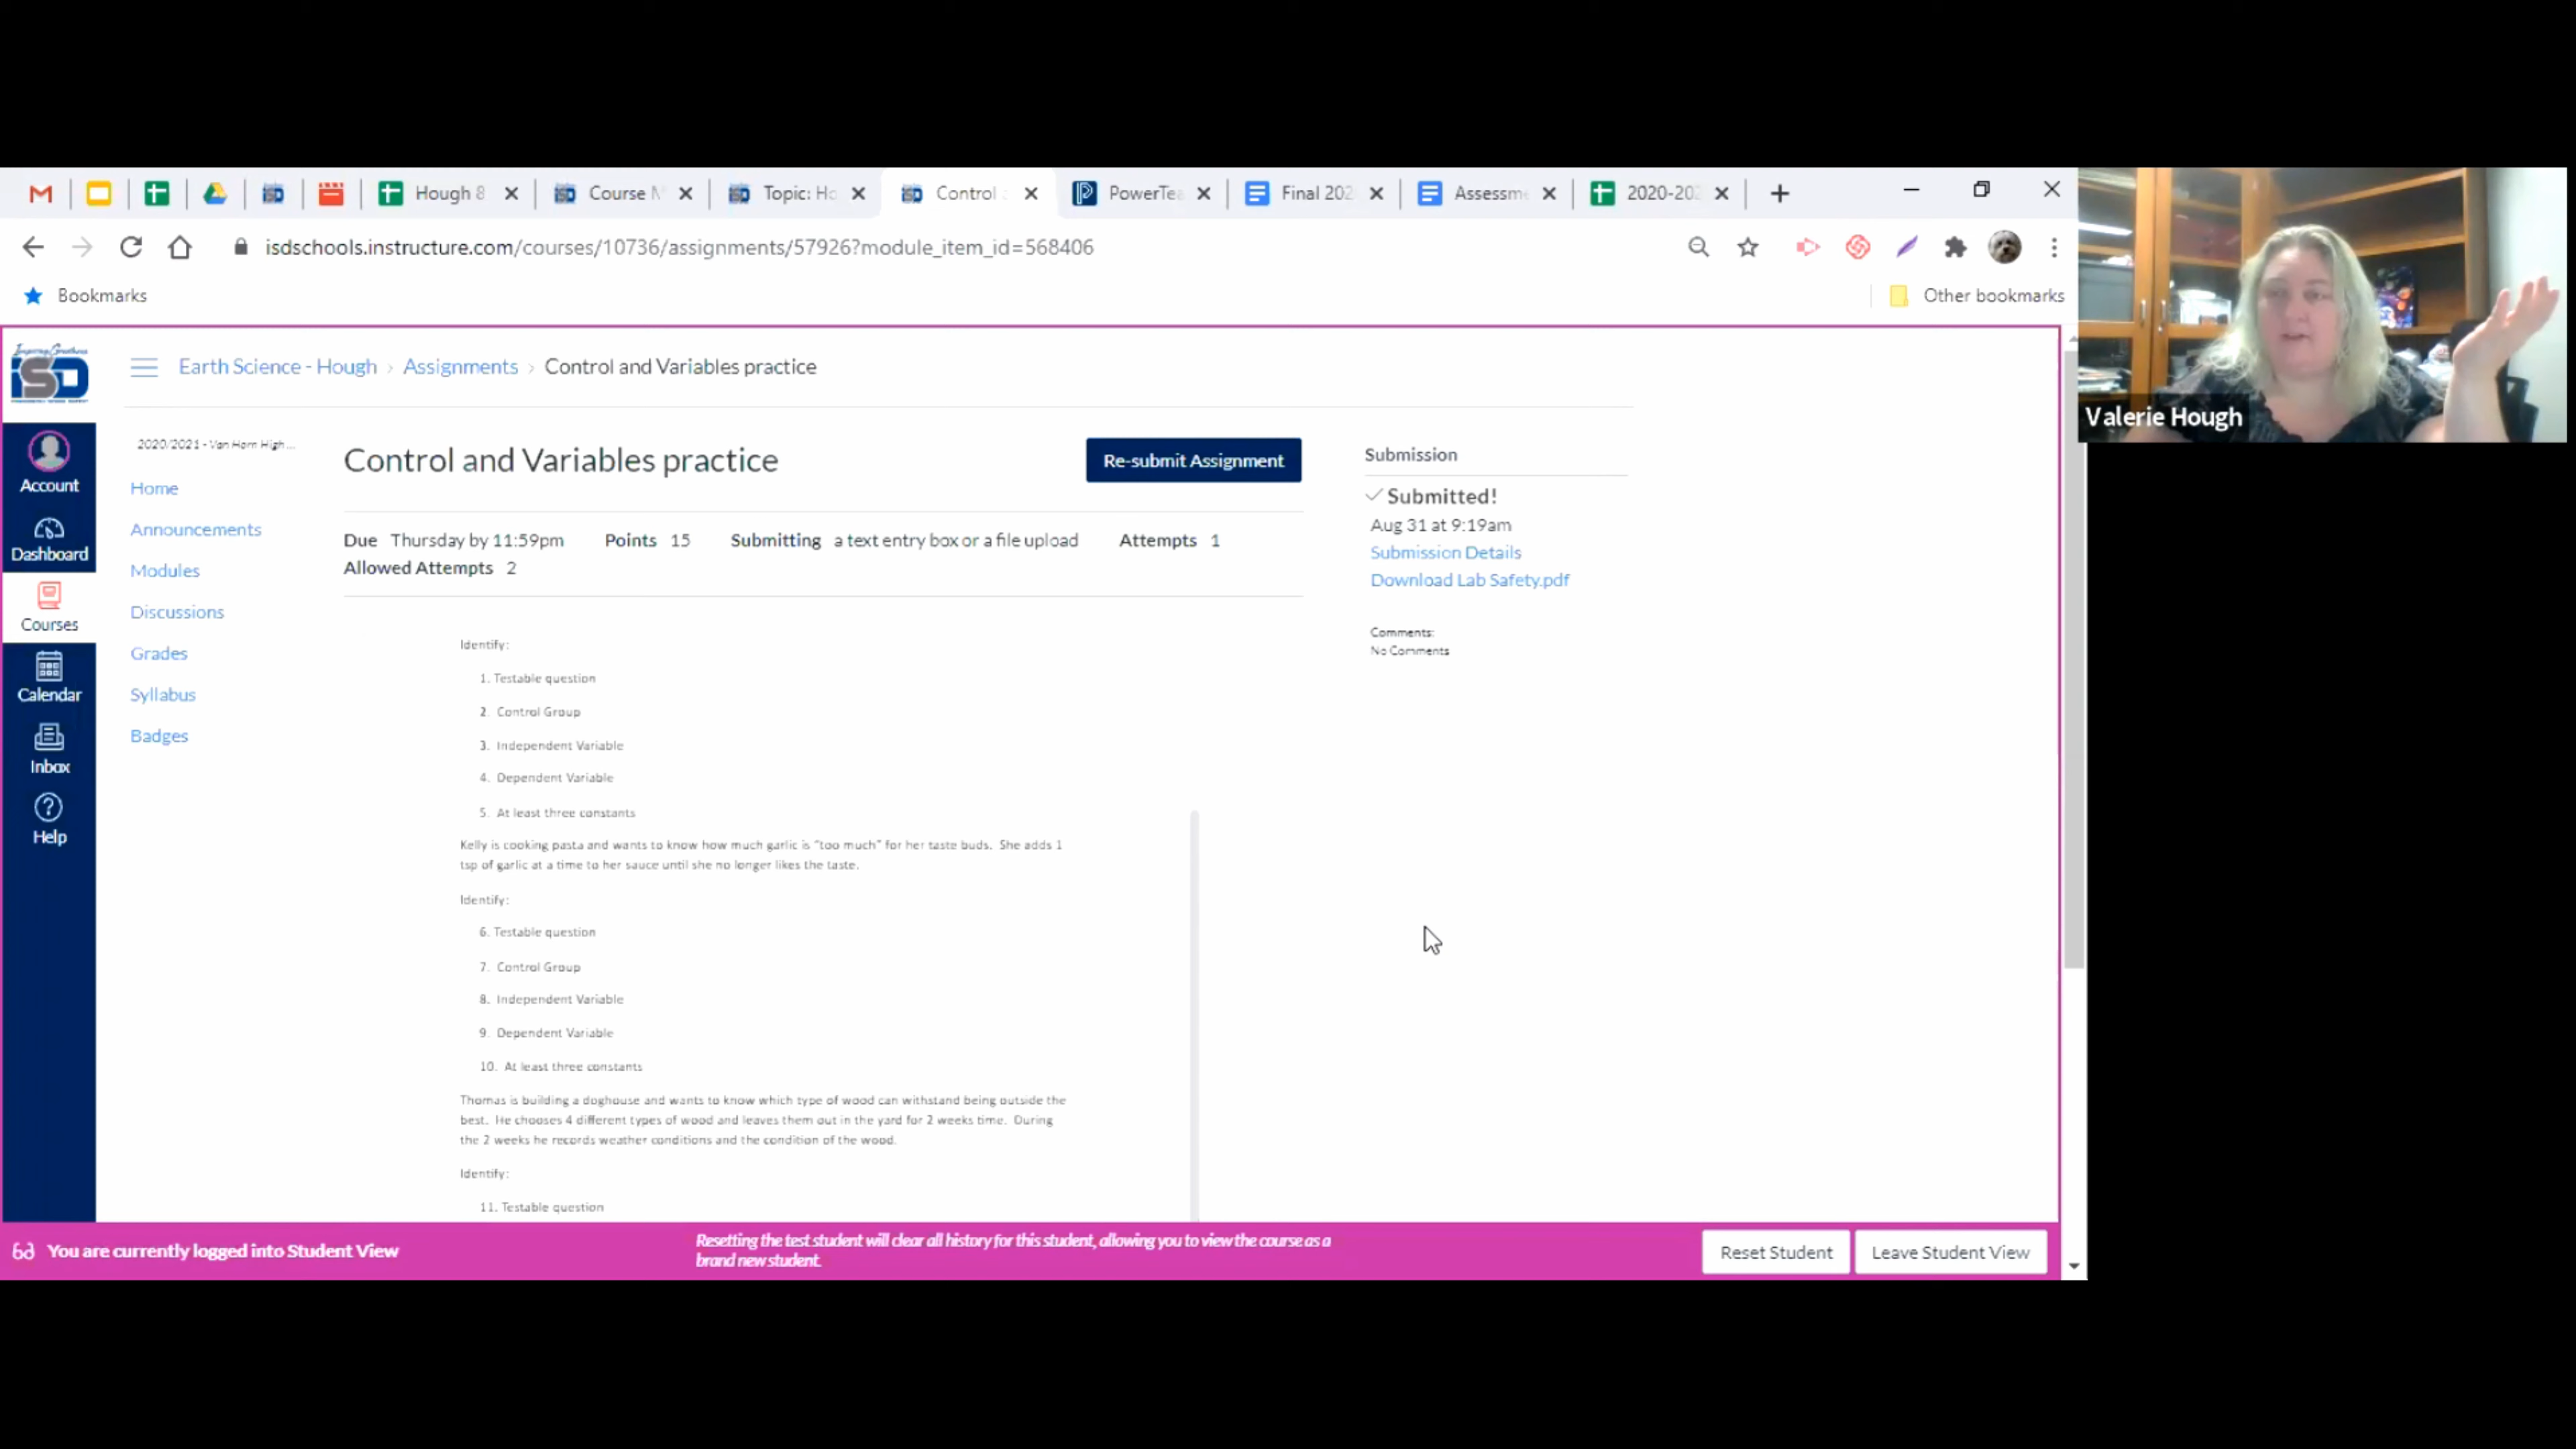 Hough 8
Course M
Topic: Ho
Control
PowerTea
Final 202
Assessme
2020-202
isdschools.instructure.com/courses/10736/assignments/57926?module_item_id=568406
Bookmarks
Other bookmarks
Valerie Hough
iSD
Earth Science - Hough › Assignments › Control and Variables practice
2020/2021 - Van Horn High ...
Account
Dashboard
Courses
Calendar
Inbox
Help
Home
Announcements
Modules
Discussions
Grades
Syllabus
Badges
Control and Variables practice
Re-submit Assignment
Due Thursday by 11:59pm Points 15 Submitting a text entry box or a file upload Attempts 1
Allowed Attempts 2
Submission
Submitted!
Aug 31 at 9:19am
Submission Details
Download Lab Safety.pdf
Comments:
No Comments
Identify:
1. Testable question
2. Control Group
3. Independent Variable
4. Dependent Variable
5. At least three constants
Kelly is cooking pasta and wants to know how much garlic is "too much" for her taste buds. She adds 1
tsp of garlic at a time to her sauce until she no longer likes the taste.
Identify:
6. Testable question
7. Control Group
8. Independent Variable
9. Dependent Variable
10. At least three constants
Thomas is building a doghouse and wants to know which type of wood can withstand being outside the
best. He chooses 4 different types of wood and leaves them out in the yard for 2 weeks time. During
the 2 weeks he records weather conditions and the condition of the wood.
Identify:
11. Testable question
You are currently logged into Student View
Resetting the test student will clear all history for this student, allowing you to view the course as a
brand new student.
Reset Student
Leave Student View